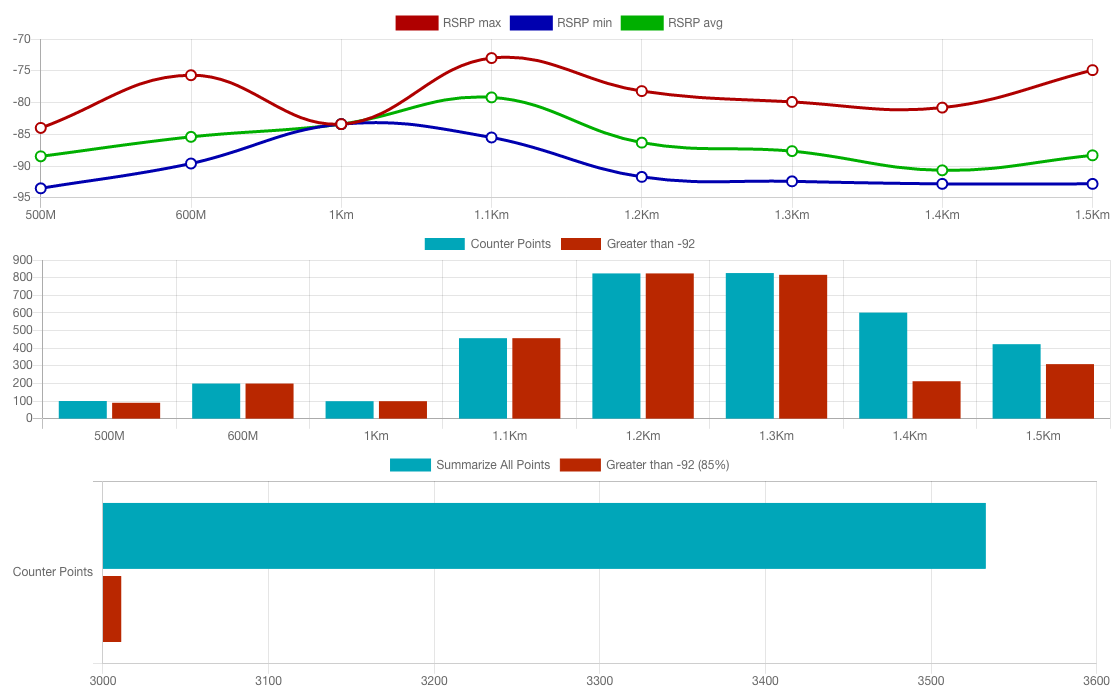 RSRP max RSRP min RSRP avg
-70
-75
-80
-85
-90
-95
500M 600M 1Km 1.1Km 1.2Km 1.3Km 1.4Km 1.5Km
Counter Points Greater than -92
900
800
700
600
500
400
300
200
100
0
500M 600M 1Km 1.1Km 1.2Km 1.3Km 1.4Km 1.5Km
Summarize All Points Greater than -92 (85%)
Counter Points
3000 3100 3200 3300 3400 3500 3600